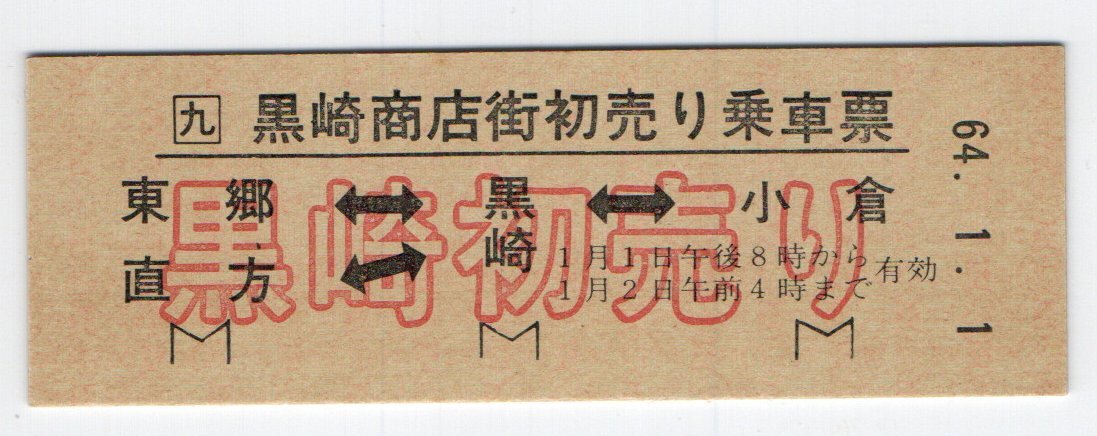 九 黒崎商店街初売り乗車票
東郷 ↔ 黒崎 ↔ 小倉
直方 ↔
1月1日午後8時から
1月2日午前4時まで 有効
黒崎初売り
64.1.1